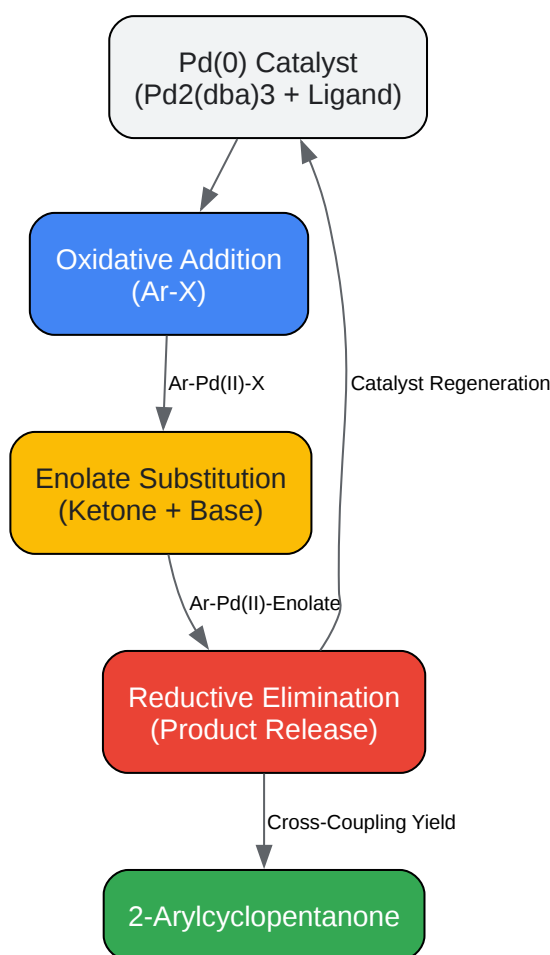 Pd(0) Catalyst
(Pd2(dba)3 + Ligand)
Oxidative Addition
(Ar-X)
Ar-Pd(II)-X
Catalyst Regeneration
Enolate Substitution
(Ketone + Base)
Ar-Pd(II)-Enolate
Reductive Elimination
(Product Release)
Cross-Coupling Yield
2-Arylcyclopentanone